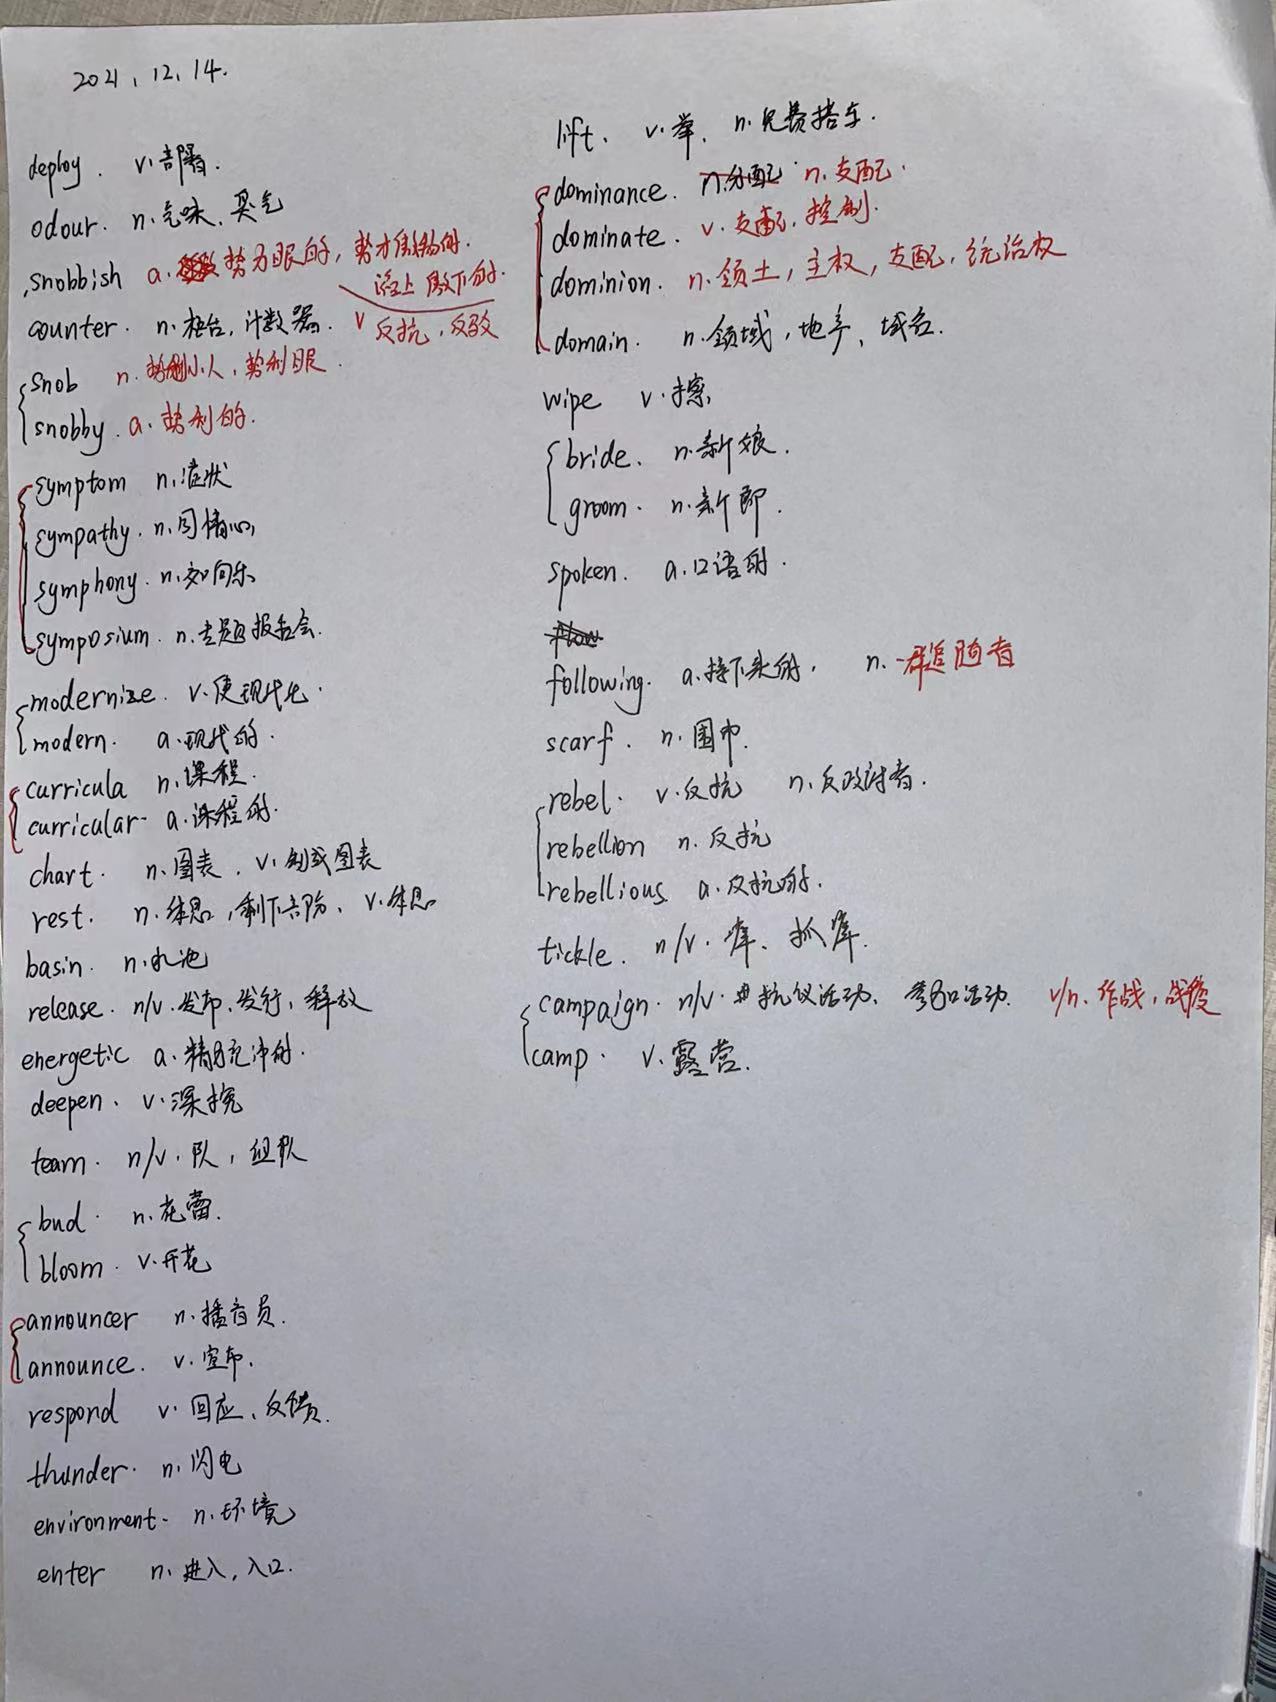 2021.12.14.
deploy. v.部署.
odour. n.气味、臭气
snobbish a. 势力眼的,
谄上傲下的.
counter. n.柜台,计数器. v 反抗,反驳
snob n.势利小人,势利眼
snobby. a.势利的.
symptom n.症状
sympathy. n.同情心
symphony. n.交响乐
symposium. n.专题报告会.
modernize. v.使现代化.
modern. a.现代的.
curricula n.课程.
curricular a.课程的.
chart. n.图表. v.制成图表
rest. n.休息,剩下部分、v.休息
basin. n.水池
release. n/v.发布、发行,释放
energetic a.精力充沛的.
deepen. v.深挖
team. n/v.队,组队
bud. n.花蕾.
bloom. v.开花
announcer n.播音员.
announce. v.宣布.
respond v.回应、反馈.
thunder. n.闪电
environment. n.环境
enter n.进入,入口.
lift. v.举. n.免费搭车.
dominance. n.分配 n.支配.
dominate. v.支配,控制.
dominion. n.领土,主权,支配,统治权
domain. n.领域,地产、域名.
wipe v.擦
bride. n.新娘.
groom. n.新郎.
spoken. a.口语的.
following. a.接下来的. n.一群追随者
scarf. n.围巾.
rebel. v.反抗 n.反政府者.
rebellion n.反抗
rebellious a.反抗的.
tickle. n/v.痒、抓痒.
campaign. n/v.抗议活动、参加活动. v/n.作战,战役
camp. v.露营.